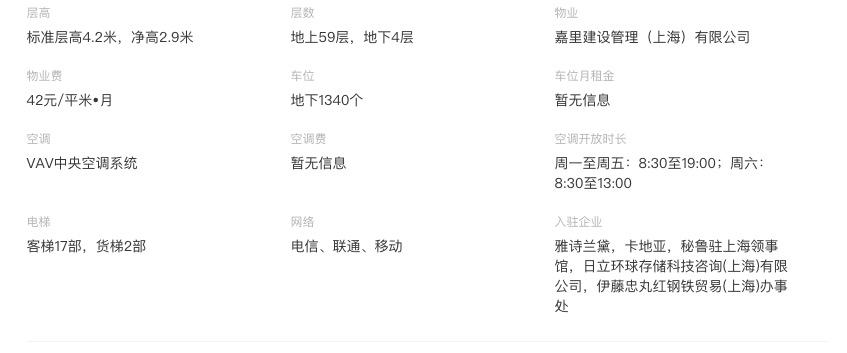 层高
层数
物业
标准层高4.2米，净高2.9米
地上59层，地下4层
嘉里建设管理（上海）有限公司
物业费
车位
车位月租金
42元/平米•月
地下1340个
暂无信息
空调
空调费
空调开放时长
VAV中央空调系统
暂无信息
周一至周五：8:30至19:00；周六：
8:30至13:00
电梯
网络
入驻企业
客梯17部，货梯2部
电信、联通、移动
雅诗兰黛，卡地亚，秘鲁驻上海领事
馆，日立环球存储科技咨询(上海)有限
公司，伊藤忠丸红钢铁贸易(上海)办事
处